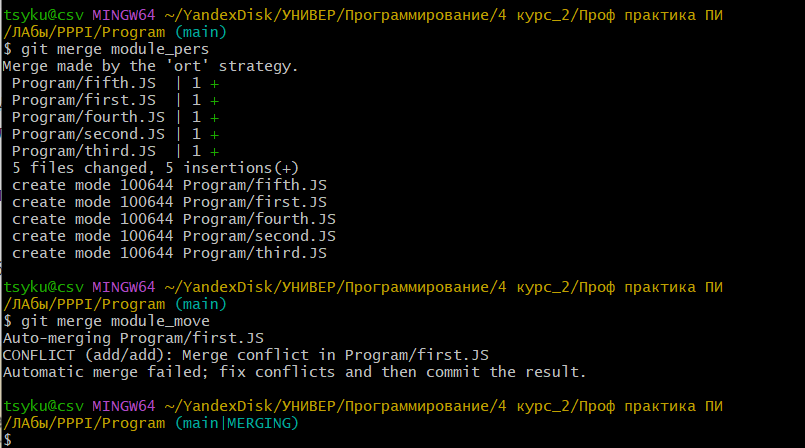 tsyku@csv MINGW64 ~/YandexDisk/УНИВЕР/Программирование/4 курс_2/Проф практика ПИ
/ЛАбы/PPPI/Program (main)
$ git merge module_pers
Merge made by the 'ort' strategy.
 Program/fifth.JS  | 1 +
 Program/first.JS  | 1 +
 Program/fourth.JS | 1 +
 Program/second.JS | 1 +
 Program/third.JS  | 1 +
 5 files changed, 5 insertions(+)
 create mode 100644 Program/fifth.JS
 create mode 100644 Program/first.JS
 create mode 100644 Program/fourth.JS
 create mode 100644 Program/second.JS
 create mode 100644 Program/third.JS
tsyku@csv MINGW64 ~/YandexDisk/УНИВЕР/Программирование/4 курс_2/Проф практика ПИ
/ЛАбы/PPPI/Program (main)
$ git merge module_move
Auto-merging Program/first.JS
CONFLICT (add/add): Merge conflict in Program/first.JS
Automatic merge failed; fix conflicts and then commit the result.
tsyku@csv MINGW64 ~/YandexDisk/УНИВЕР/Программирование/4 курс_2/Проф практика ПИ
/ЛАбы/PPPI/Program (main|MERGING)
$